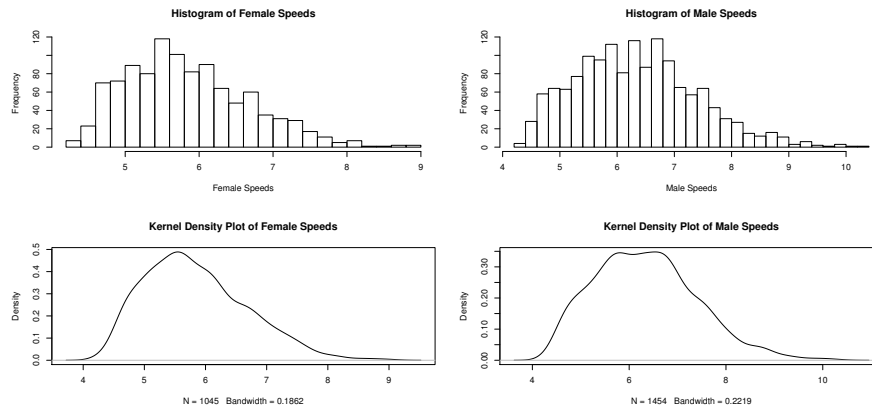 Histogram of Female Speeds
Frequency
0 20 40 60 80 120
5 6 7 8 9
Female Speeds
Histogram of Male Speeds
Frequency
0 20 40 60 80 120
4 5 6 7 8 9 10
Male Speeds
Kernel Density Plot of Female Speeds
Density
0.0 0.1 0.2 0.3 0.4 0.5
4 5 6 7 8 9
N = 1045 Bandwidth = 0.1862
Kernel Density Plot of Male Speeds
Density
0.00 0.10 0.20 0.30
4 6 8 10
N = 1454 Bandwidth = 0.2219